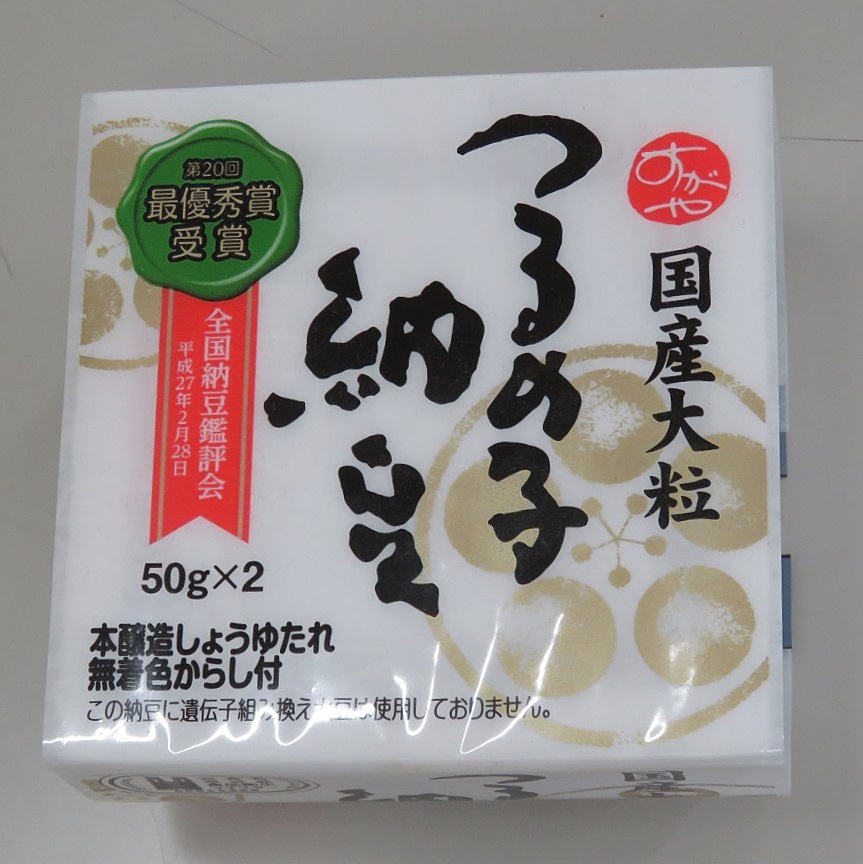 すが
や
国産大粒
つるの子
納豆
第20回
最優秀賞
受賞
全国納豆鑑評会
平成27年2月28日
50g×2
本醸造しょうゆたれ
無着色からし付
この納豆に遺伝子組み換え大豆は使用しておりません。